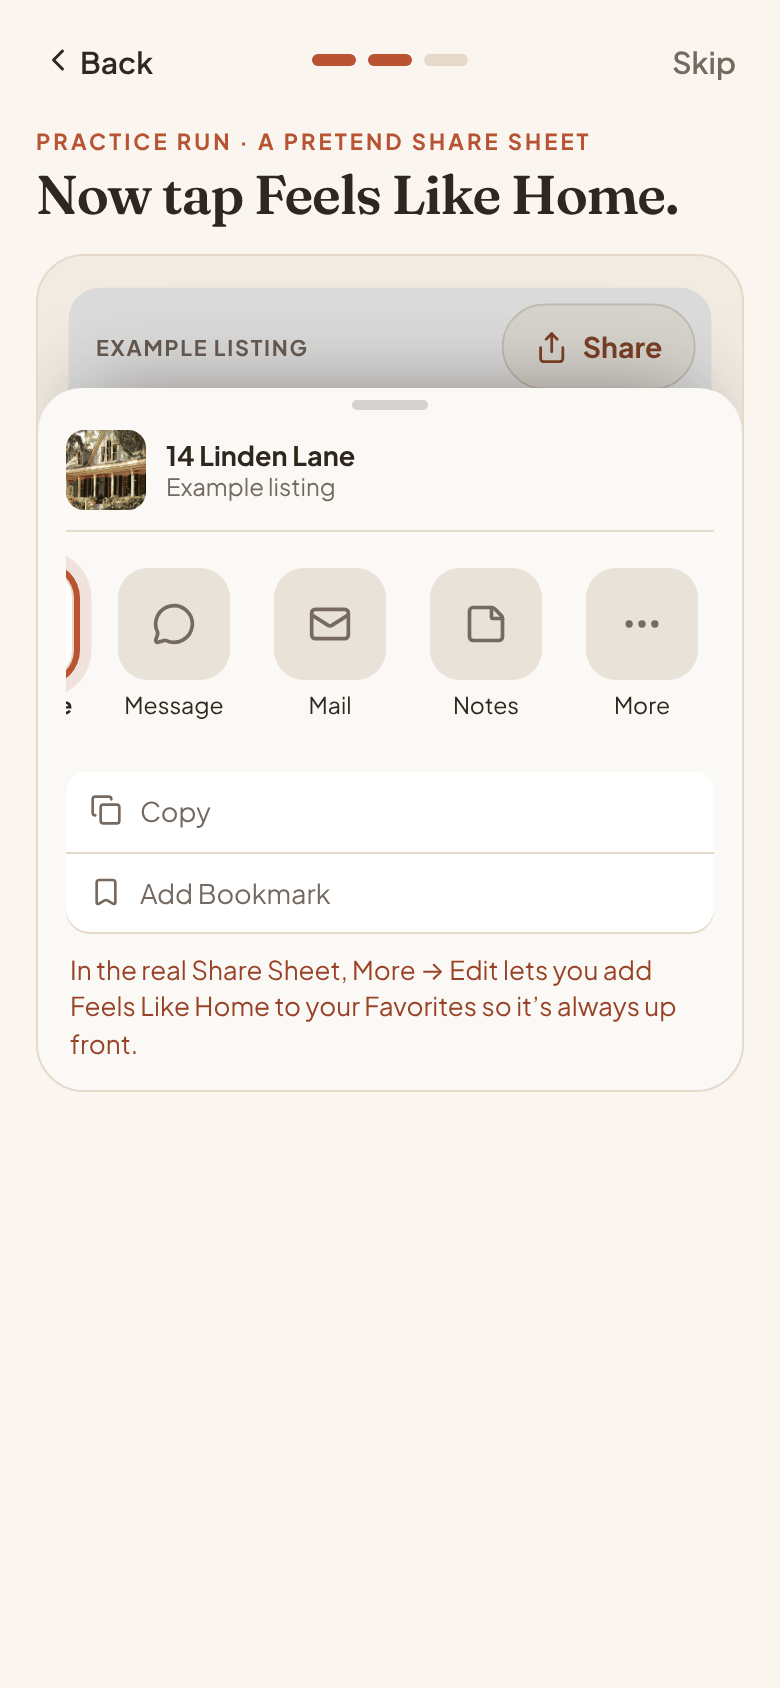 Back
Skip
PRACTICE RUN · A PRETEND SHARE SHEET
Now tap Feels Like Home.
EXAMPLE LISTING
Share
14 Linden Lane
Example listing
Message
Mail
Notes
More
Copy
Add Bookmark
In the real Share Sheet, More → Edit lets you add
Feels Like Home to your Favorites so it’s always up
front.